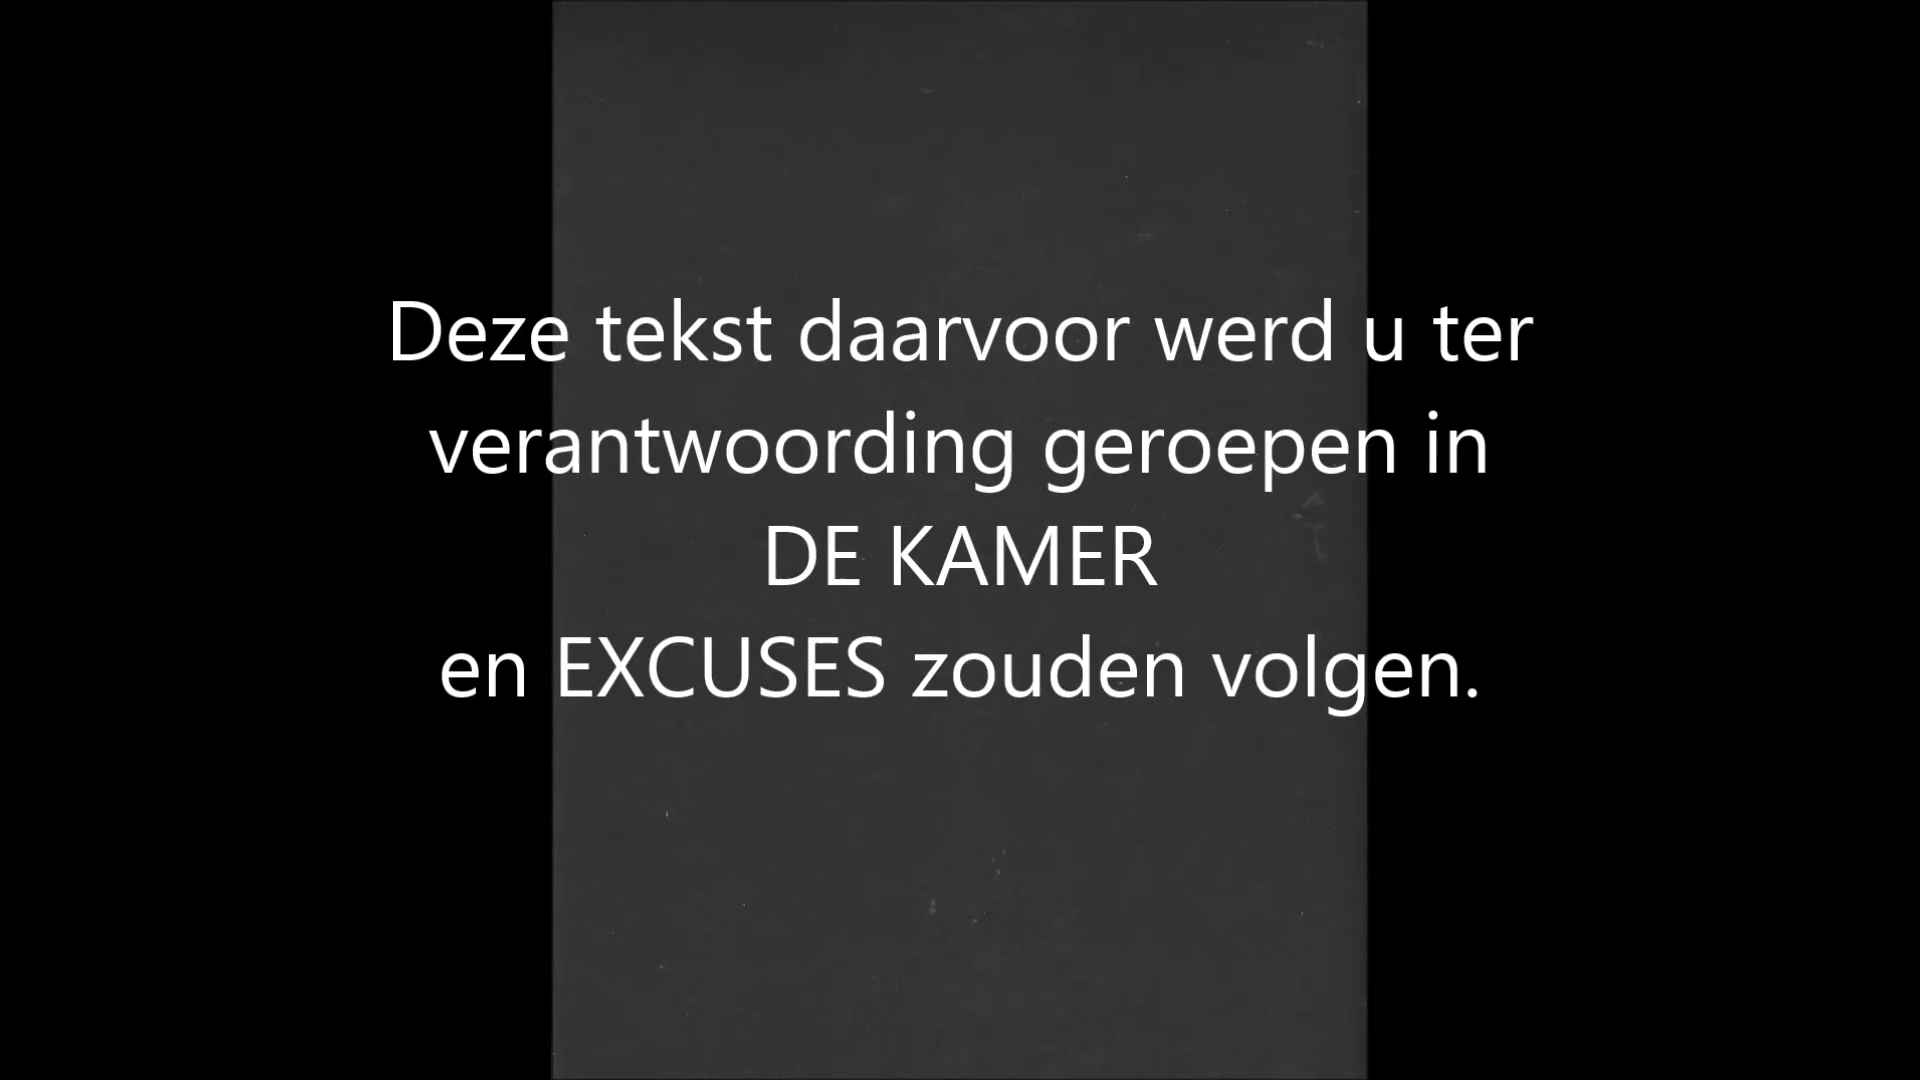 Deze tekst daarvoor werd u ter
verantwoording geroepen in
DE KAMER
en EXCUSES zouden volgen.